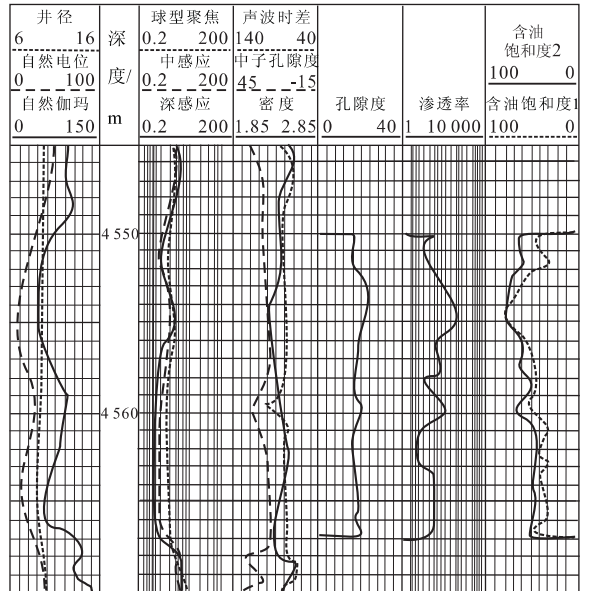 井径
6 16
自然电位
0 100
自然伽玛
0 150
深
度/
m
球型聚焦
0.2 200
中感应
0.2 200
深感应
0.2 200
声波时差
140 40
中子孔隙度
45 -15
密度
1.85 2.85
孔隙度
0 40
渗透率
1 10 000
含油
饱和度2
100 0
含油饱和度1
100 0
4 550
4 560